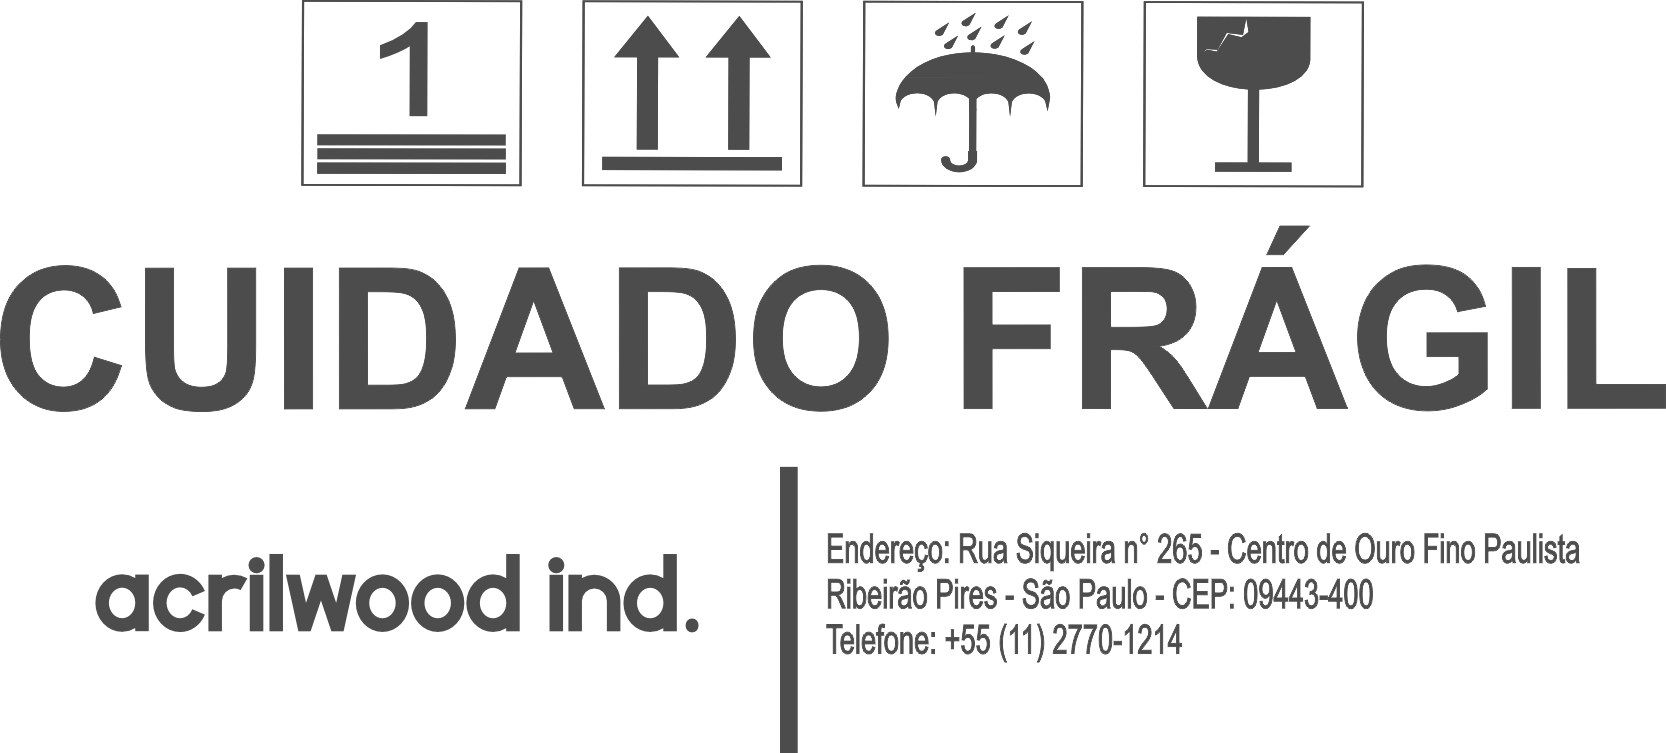 1
CUIDADO FRÁGIL
acrilwood ind.
Endereço: Rua Siqueira n° 265 - Centro de Ouro Fino Paulista
Ribeirão Pires - São Paulo - CEP: 09443-400
Telefone: +55 (11) 2770-1214